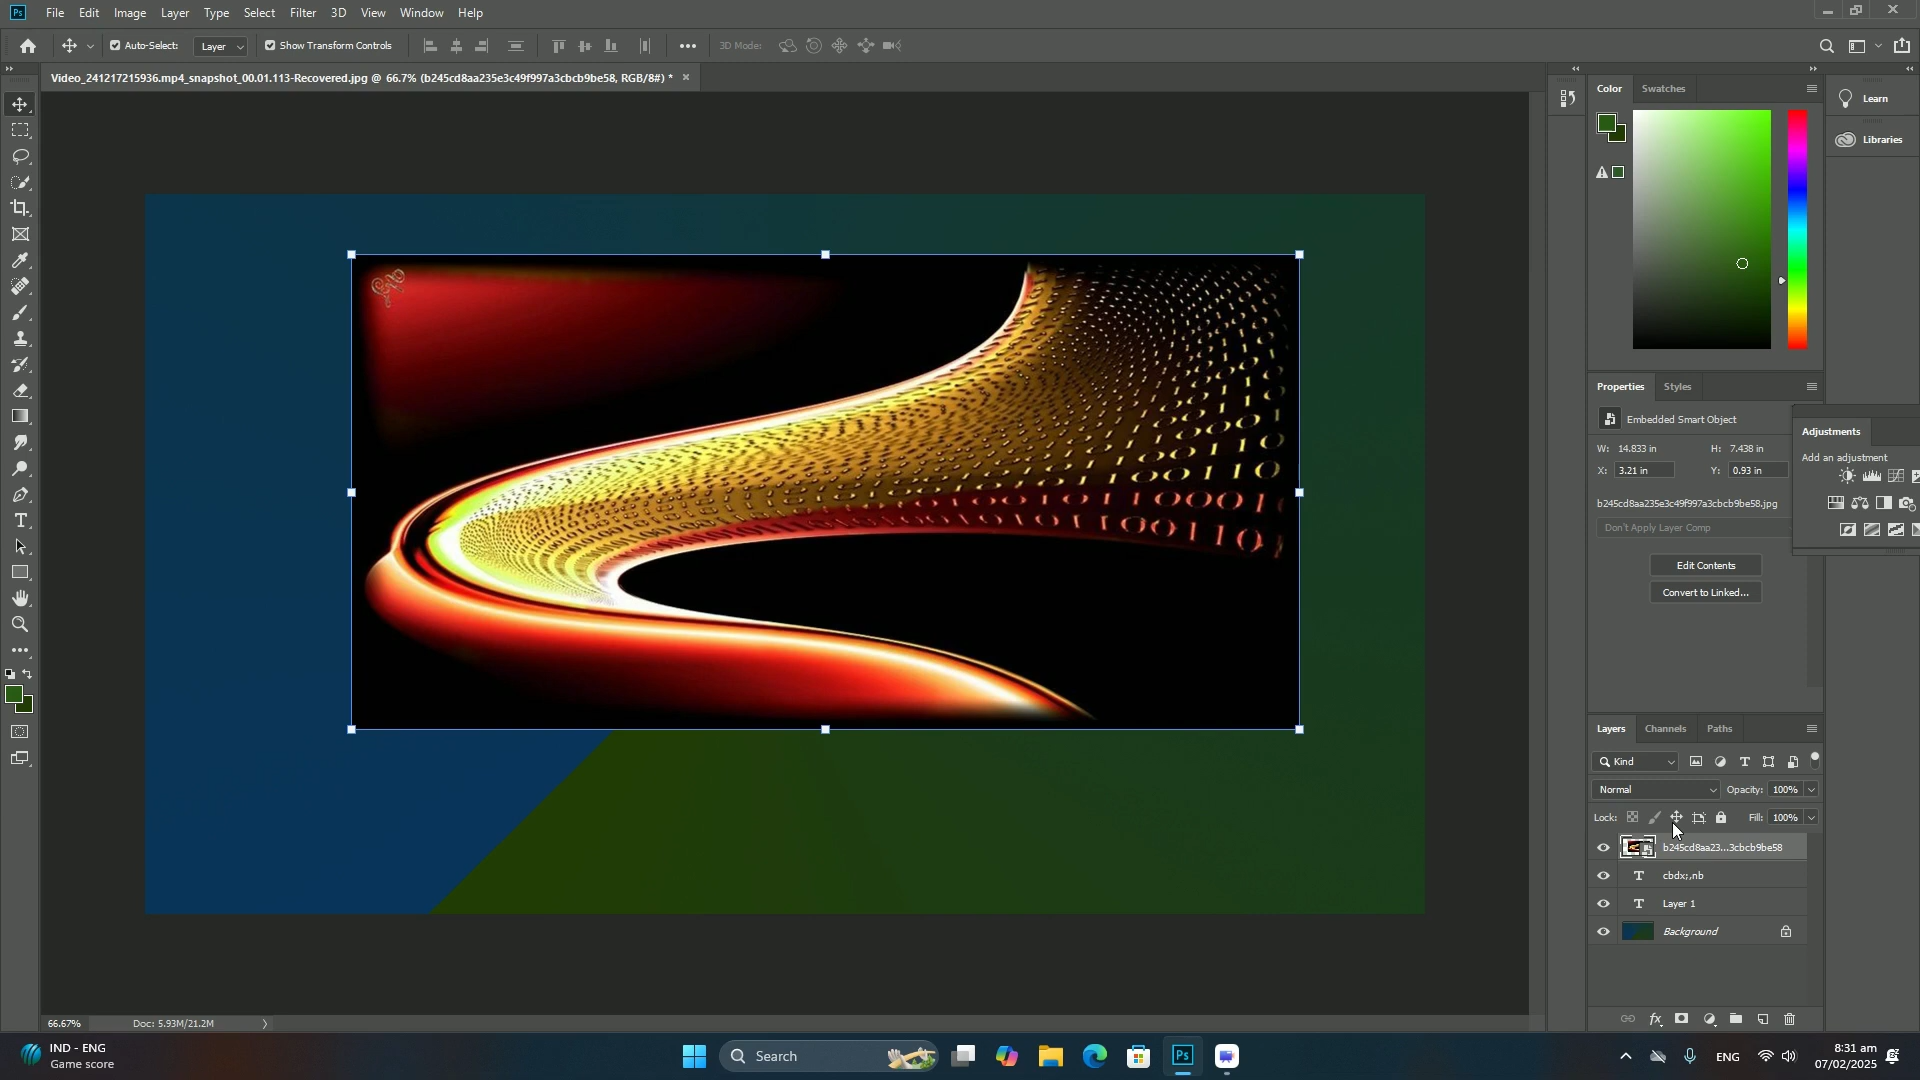 File Edit Image Layer Type Select Filter 3D View Window Help
Auto-Select: Layer Show Transform Controls 3D Mode:
Video_241217215936.mp4_snapshot_00.01.113-Recovered.jpg @ 66.7% (b245cd8aa235e3c49f997a3cbcb9be58, RGB/8#) *
Color Swatches
Learn
Libraries
Properties Styles
Embedded Smart Object
W: 14.833 in H: 7.438 in
X: 3.21 in Y: 0.93 in
b245cd8aa235e3c49f997a3cbcb9be58.jpg
Don't Apply Layer Comp
Edit Contents
Convert to Linked...
Adjustments
Add an adjustment
Layers Channels Paths
Kind
Normal Opacity: 100%
Lock: Fill: 100%
b245cd8aa23...3cbcb9be58
cbdx;,nb
Layer 1
Background
66.67% Doc: 5.93M/21.2M
IND - ENG
Game score
Search
ENG
8:31 am
07/02/2025